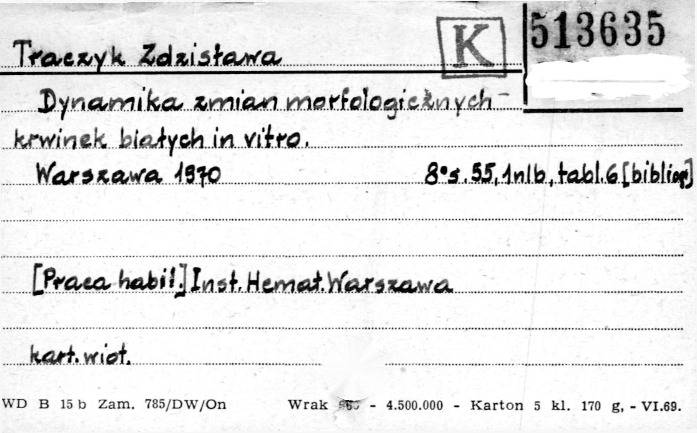 K
513635
Traczyk Zdzisława
Dynamika zmian morfologicznych
krwinek białych in vitro.
Warszawa 1970 8°s.55,1nlb,tabl.6[bibliogr]
[Praca habil.] Inst.Hemat.Warszawa
kart.wiot.
WD B 15 b Zam. 785/DW/On Wrak - 4.500.000 - Karton 5 kl. 170 g, - VI.69.